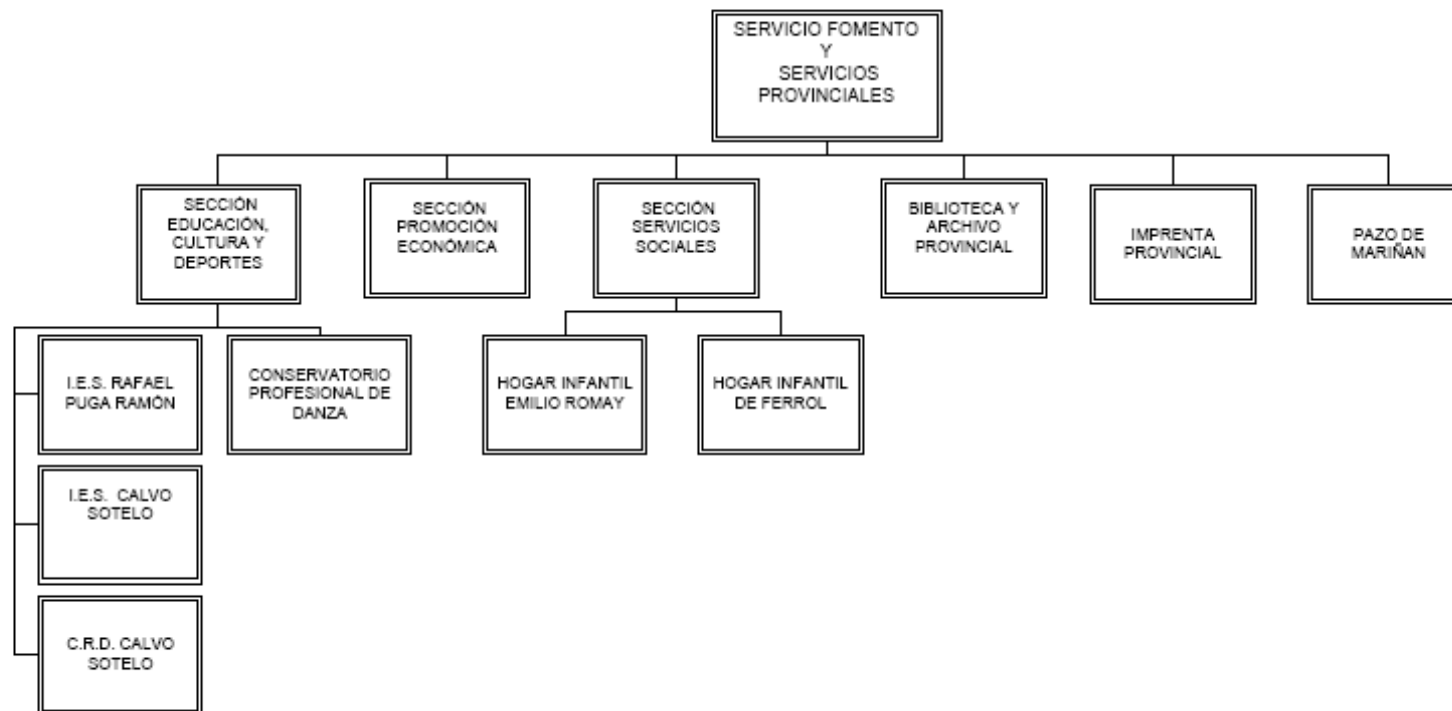 SERVICIO FOMENTO
Y
SERVICIOS
PROVINCIALES
SECCIÓN
EDUCACIÓN,
CULTURA Y
DEPORTES
SECCIÓN
PROMOCIÓN
ECONÓMICA
SECCIÓN
SERVICIOS
SOCIALES
BIBLIOTECA Y
ARCHIVO
PROVINCIAL
IMPRENTA
PROVINCIAL
PAZO DE
MARIÑAN
I.E.S. RAFAEL
PUGA RAMÓN
CONSERVATORIO
PROFESIONAL DE
DANZA
HOGAR INFANTIL
EMILIO ROMAY
HOGAR INFANTIL
DE FERROL
I.E.S. CALVO
SOTELO
C.R.D. CALVO
SOTELO